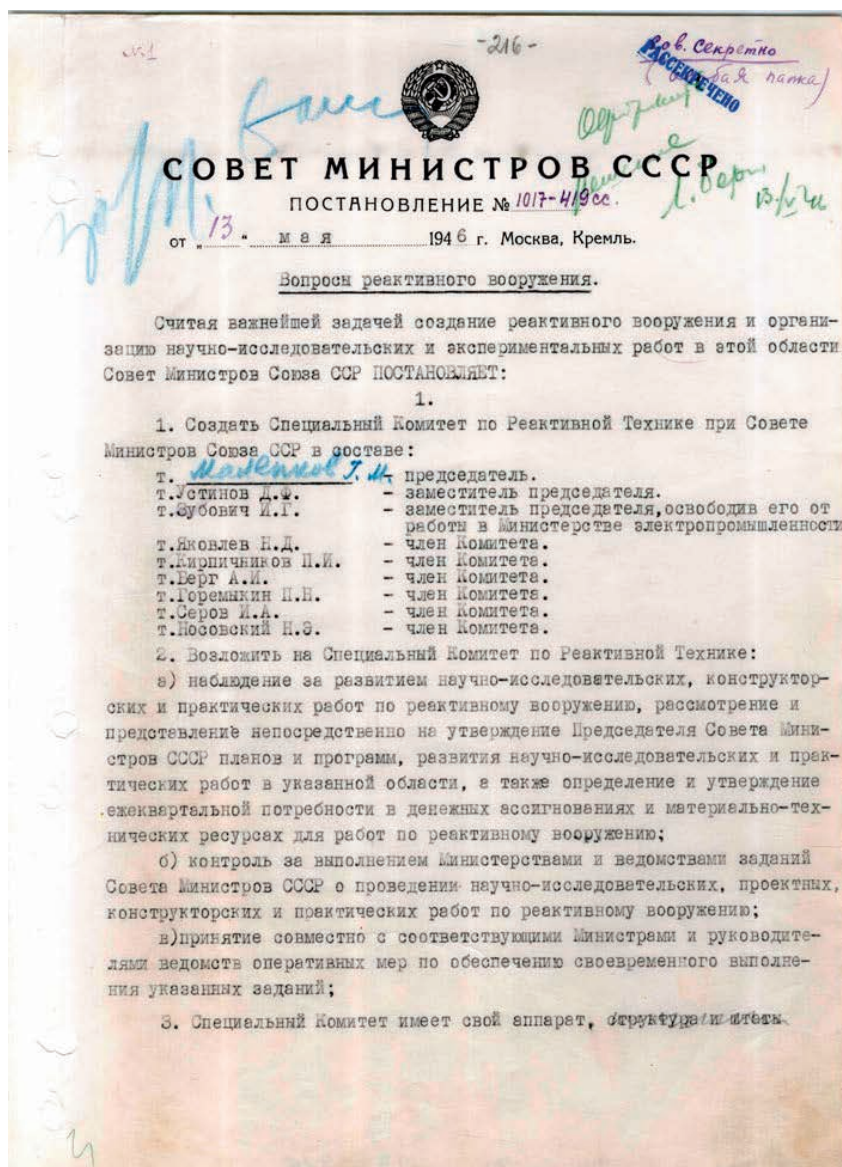 №1
-216-
Сов. Секретно
(особая папка)
РАССЕКРЕЧЕНО
СОВЕТ МИНИСТРОВ СССР
ПОСТАНОВЛЕНИЕ № 1017-419сс.
от „13“ мая 1946 г. Москва, Кремль.
Вопросы реактивного вооружения.
Считая важнейшей задачей создание реактивного вооружения и органи-
зацию научно-исследовательских и экспериментальных работ в этой области
Совет Министров Союза ССР ПОСТАНОВЛЯЕТ:
1.
1. Создать Специальный Комитет по Реактивной Технике при Совете
Министров Союза ССР в составе:
т. Маленков Г.М. - председатель.
т.Устинов Д.Ф. - заместитель председателя.
т.Зубович И.Г. - заместитель председателя,освободив его от
работы в Министерстве электропромышленности
т.Яковлев Н.Д. - член Комитета.
т.Кирпичников П.И. - член Комитета.
т.Берг А.И. - член Комитета.
т.Горемыкин П.Н. - член Комитета.
т.Серов И.А. - член Комитета.
т.Носовский Н.Э. - член Комитета.
2. Возложить на Специальный Комитет по Реактивной Технике:
а) наблюдение за развитием научно-исследовательских, конструктор-
ских и практических работ по реактивному вооружению, рассмотрение и
представление непосредственно на утверждение Председателя Совета Мини-
стров СССР планов и программ, развития научно-исследовательских и прак-
тических работ в указанной области, а также определение и утверждение
ежеквартальной потребности в денежных ассигнованиях и материально-тех-
нических ресурсах для работ по реактивному вооружению;
б) контроль за выполнением Министерствами и ведомствами заданий
Совета Министров СССР о проведении научно-исследовательских, проектных,
конструкторских и практических работ по реактивному вооружению;
в)принятие совместно с соответствующими Министрами и руководите-
лями ведомств оперативных мер по обеспечению своевременного выполне-
ния указанных заданий;
3. Специальный Комитет имеет свой аппарат, структура и штаты